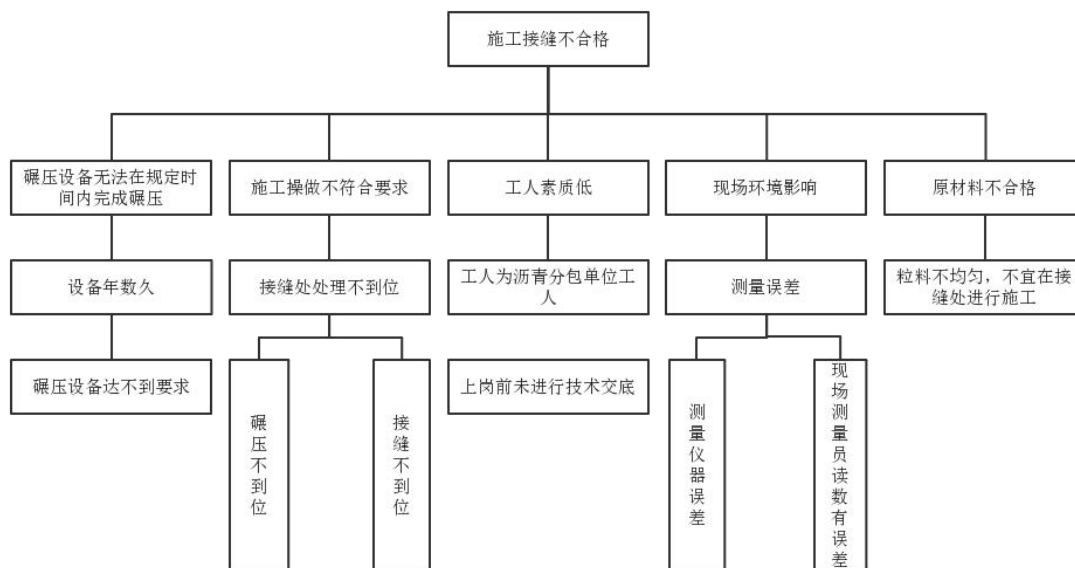 施工接缝不合格
碾压设备无法在规定时
间内完成碾压
施工操做不符合要求
工人素质低
现场环境影响
原材料不合格
设备年数久
接缝处处理不到位
工人为沥青分包单位工
人
测量误差
粒料不均匀，不宜在接
缝处进行施工
碾压设备达不到要求
碾压不到位
接缝不到位
上岗前未进行技术交底
测量仪器误差
现场测量员读数有误差